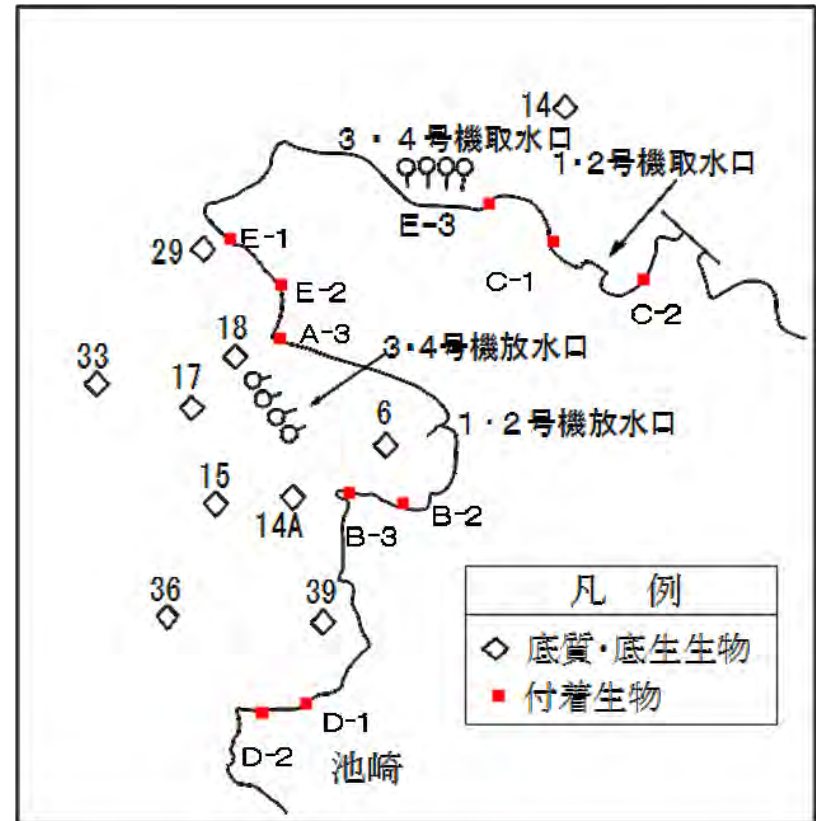 14
3・4号機取水口
1・2号機取水口
E-3
E-1
29
C-1
E-2
C-2
A-3
18
3・4号機放水口
33
17
6
1・2号機放水口
15
14A
B-2
B-3
36
39
凡 例
底質・底生生物
付着生物
D-1
D-2
池崎